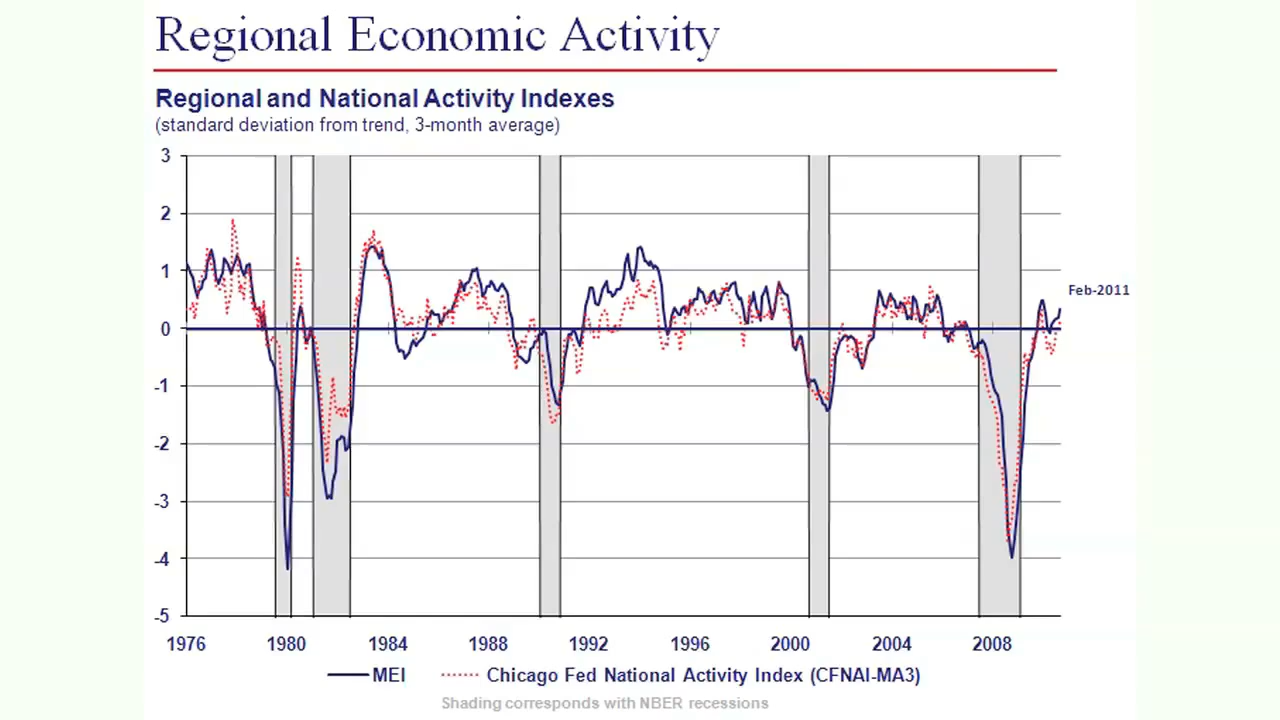 Regional Economic Activity
Regional and National Activity Indexes
(standard deviation from trend, 3-month average)
3
2
1
0
-1
-2
-3
-4
-5
Feb-2011
1976 1980 1984 1988 1992 1996 2000 2004 2008
MEI Chicago Fed National Activity Index (CFNAI-MA3)
Shading corresponds with NBER recessions